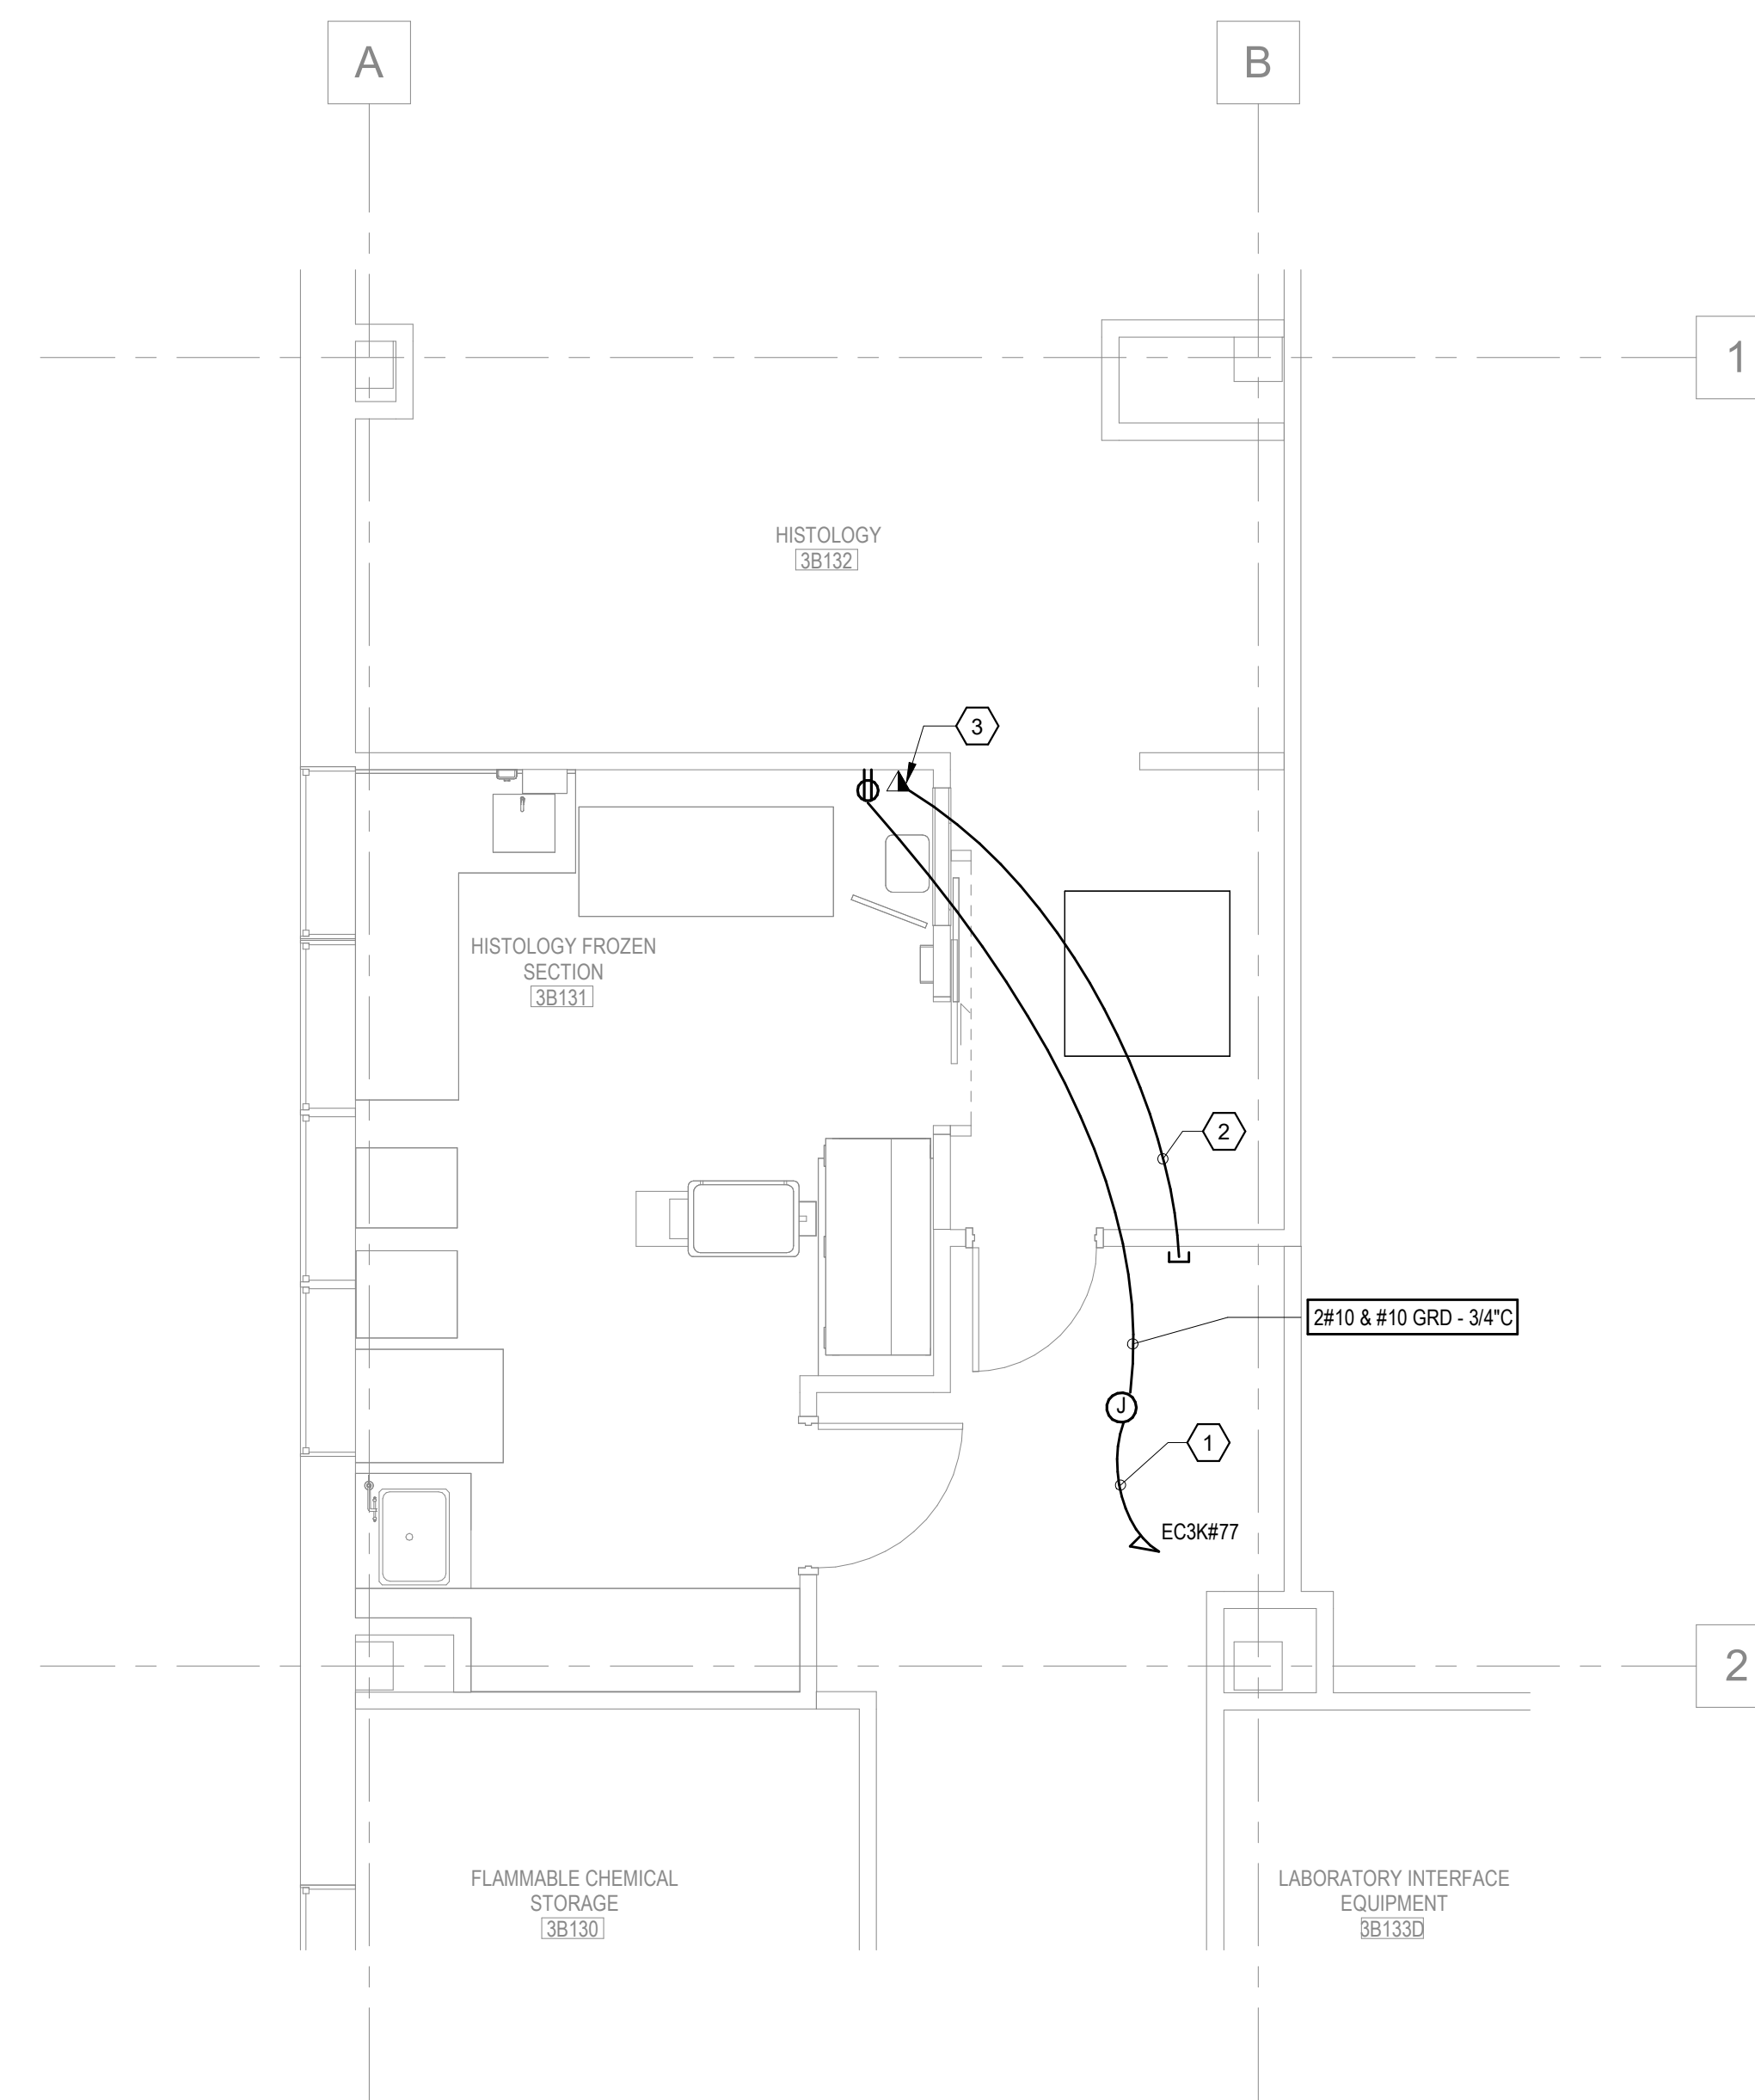 A
B
1
HISTOLOGY
3B132
3
HISTOLOGY FROZEN
SECTION
3B131
2
2#10 & #10 GRD - 3/4"C
J
1
EC3K#77
2
FLAMMABLE CHEMICAL
STORAGE
3B130
LABORATORY INTERFACE
EQUIPMENT
3B133D